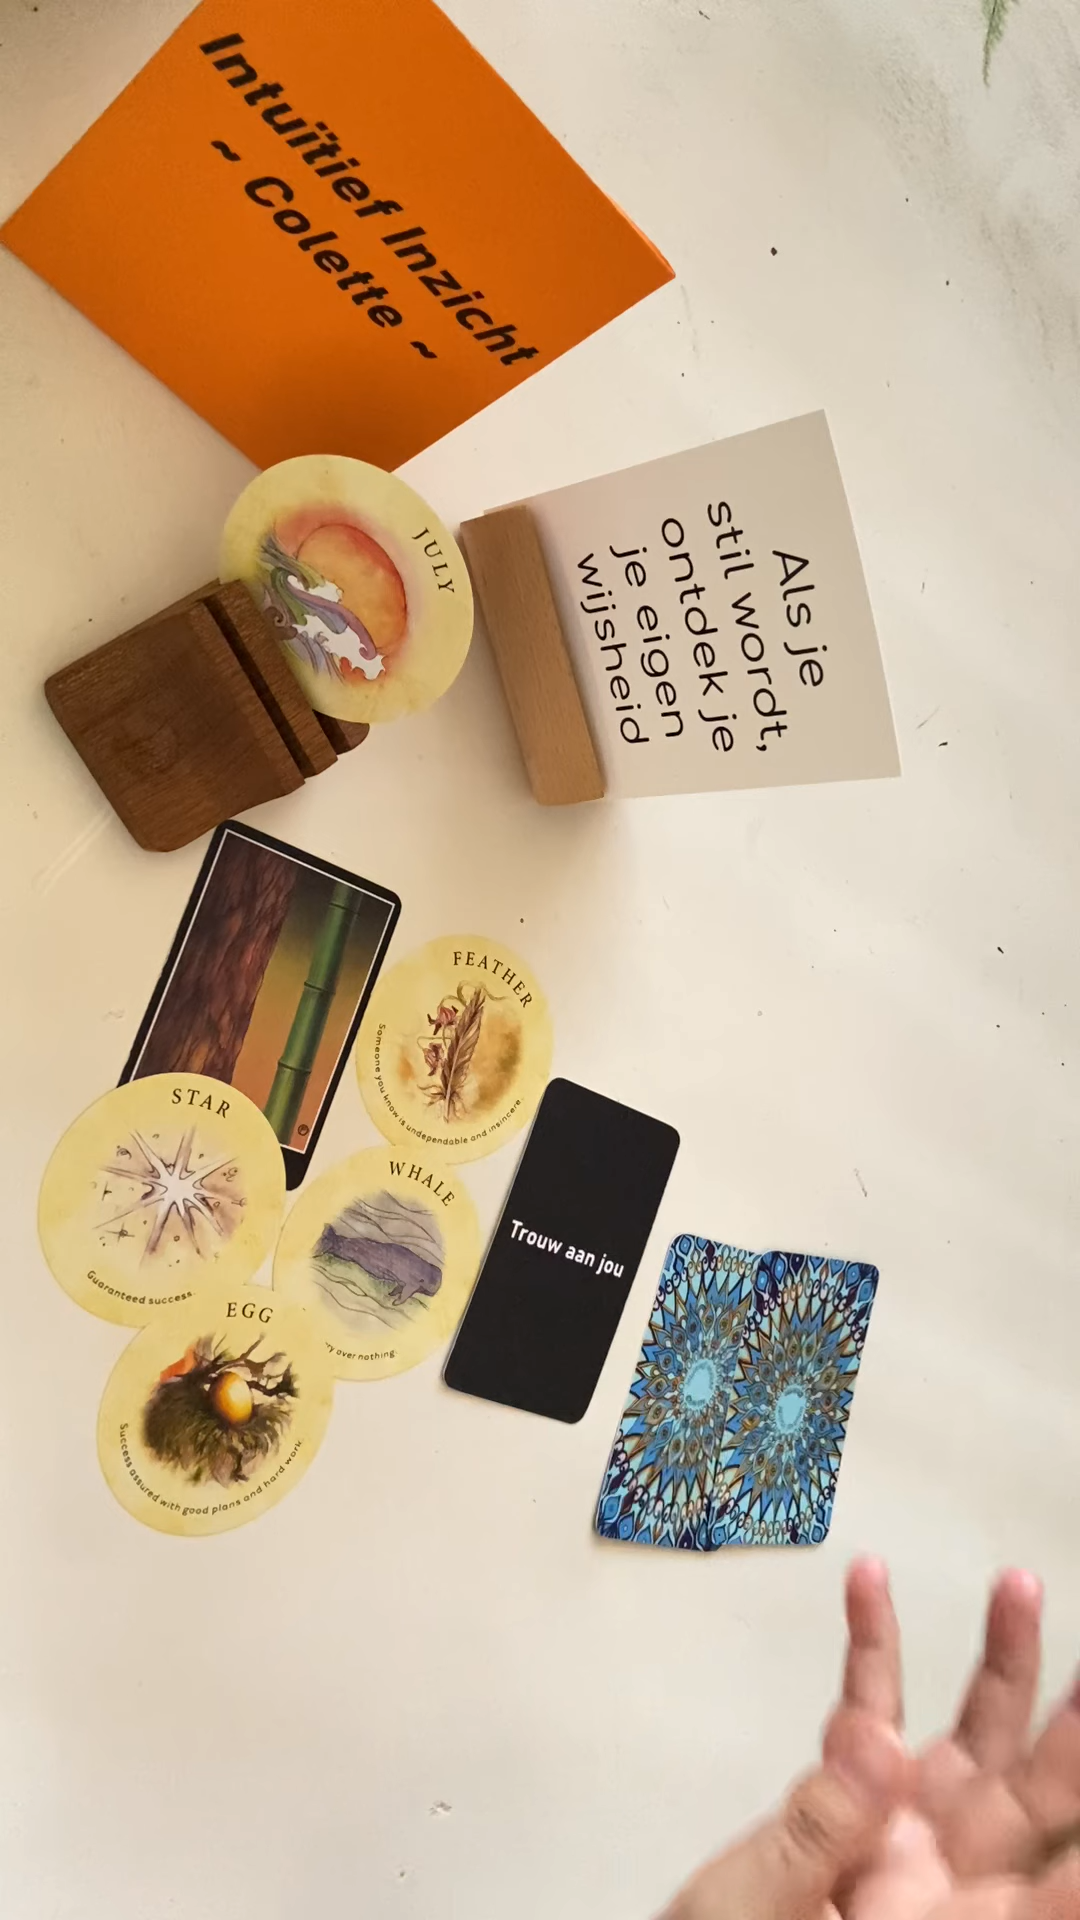 Intuïtief Inzicht
~ Colette ~
JULY
Als je
stil wordt,
ontdek je
je eigen
wijsheid
FEATHER
Someone you know is undependable and insincere.
STAR
Guaranteed success.
WHALE
over nothing.
EGG
Success assured with good plans and hard work.
Trouw aan jou